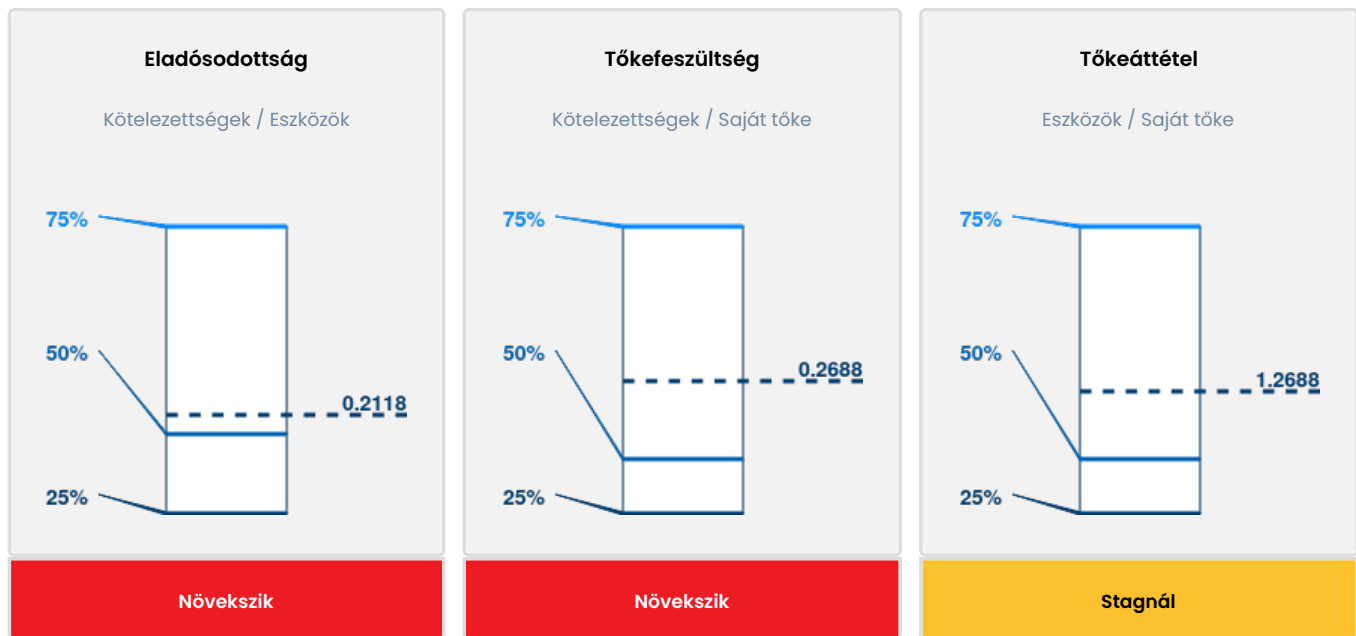 Eladósodottság
Kötelezettségek / Eszközök
75%
50%
0.2118
25%
Növekszik
Tőkefeszültség
Kötelezettségek / Saját tőke
75%
50%
0.2688
25%
Növekszik
Tőkeáttétel
Eszközök / Saját tőke
75%
50%
1.2688
25%
Stagnál